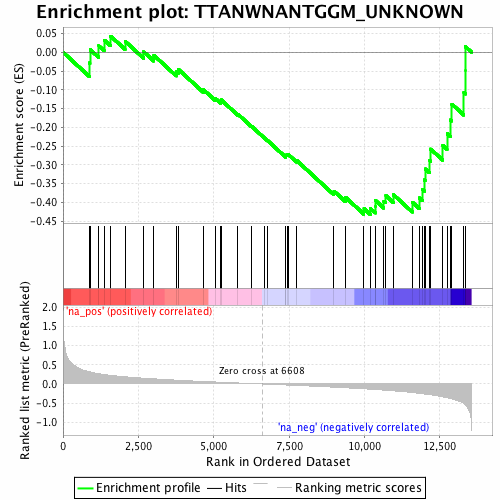 Enrichment plot: TTANWNANTGGM_UNKNOWN
Enrichment score (ES)
0.05
0.00
-0.05
-0.10
-0.15
-0.20
-0.25
-0.30
-0.35
-0.40
-0.45
'na_pos' (positively correlated)
Ranked list metric (PreRanked)
2.0
1.5
1.0
0.5
0.0
-0.5
-1.0
Zero cross at 6608
'na_neg' (negatively correlated)
0
2,500
5,000
7,500
10,000
12,500
Rank in Ordered Dataset
Enrichment profile
Hits
Ranking metric scores